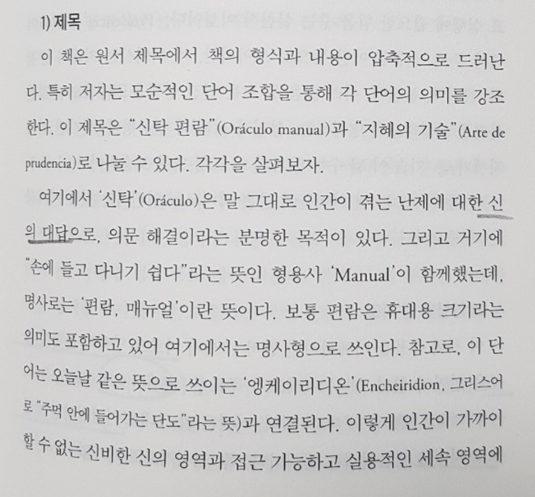 1) 제목
이 책은 원서 제목에서 책의 형식과 내용이 압축적으로 드러난
다. 특히 저자는 모순적인 단어 조합을 통해 각 단어의 의미를 강조
한다. 이 제목은 “신탁 편람”(Oráculo manual)과 “지혜의 기술”(Arte de
prudencia)로 나눌 수 있다. 각각을 살펴보자.
여기에서 ‘신탁’(Oráculo)은 말 그대로 인간이 겪는 난제에 대한 신
의 대답으로, 의문 해결이라는 분명한 목적이 있다. 그리고 거기에
“손에 들고 다니기 쉽다”라는 뜻인 형용사 ‘Manual’이 함께했는데,
명사로는 ‘편람, 매뉴얼’이란 뜻이다. 보통 편람은 휴대용 크기라는
의미도 포함하고 있어 여기에서는 명사형으로 쓰인다. 참고로, 이 단
어는 오늘날 같은 뜻으로 쓰이는 ‘엥케이리디온’(Encheiridion, 그리스어
로 “주먹 안에 들어가는 단도”라는 뜻)과 연결된다. 이렇게 인간이 가까이
할 수 없는 신비한 신의 영역과 접근 가능하고 실용적인 세속 영역에